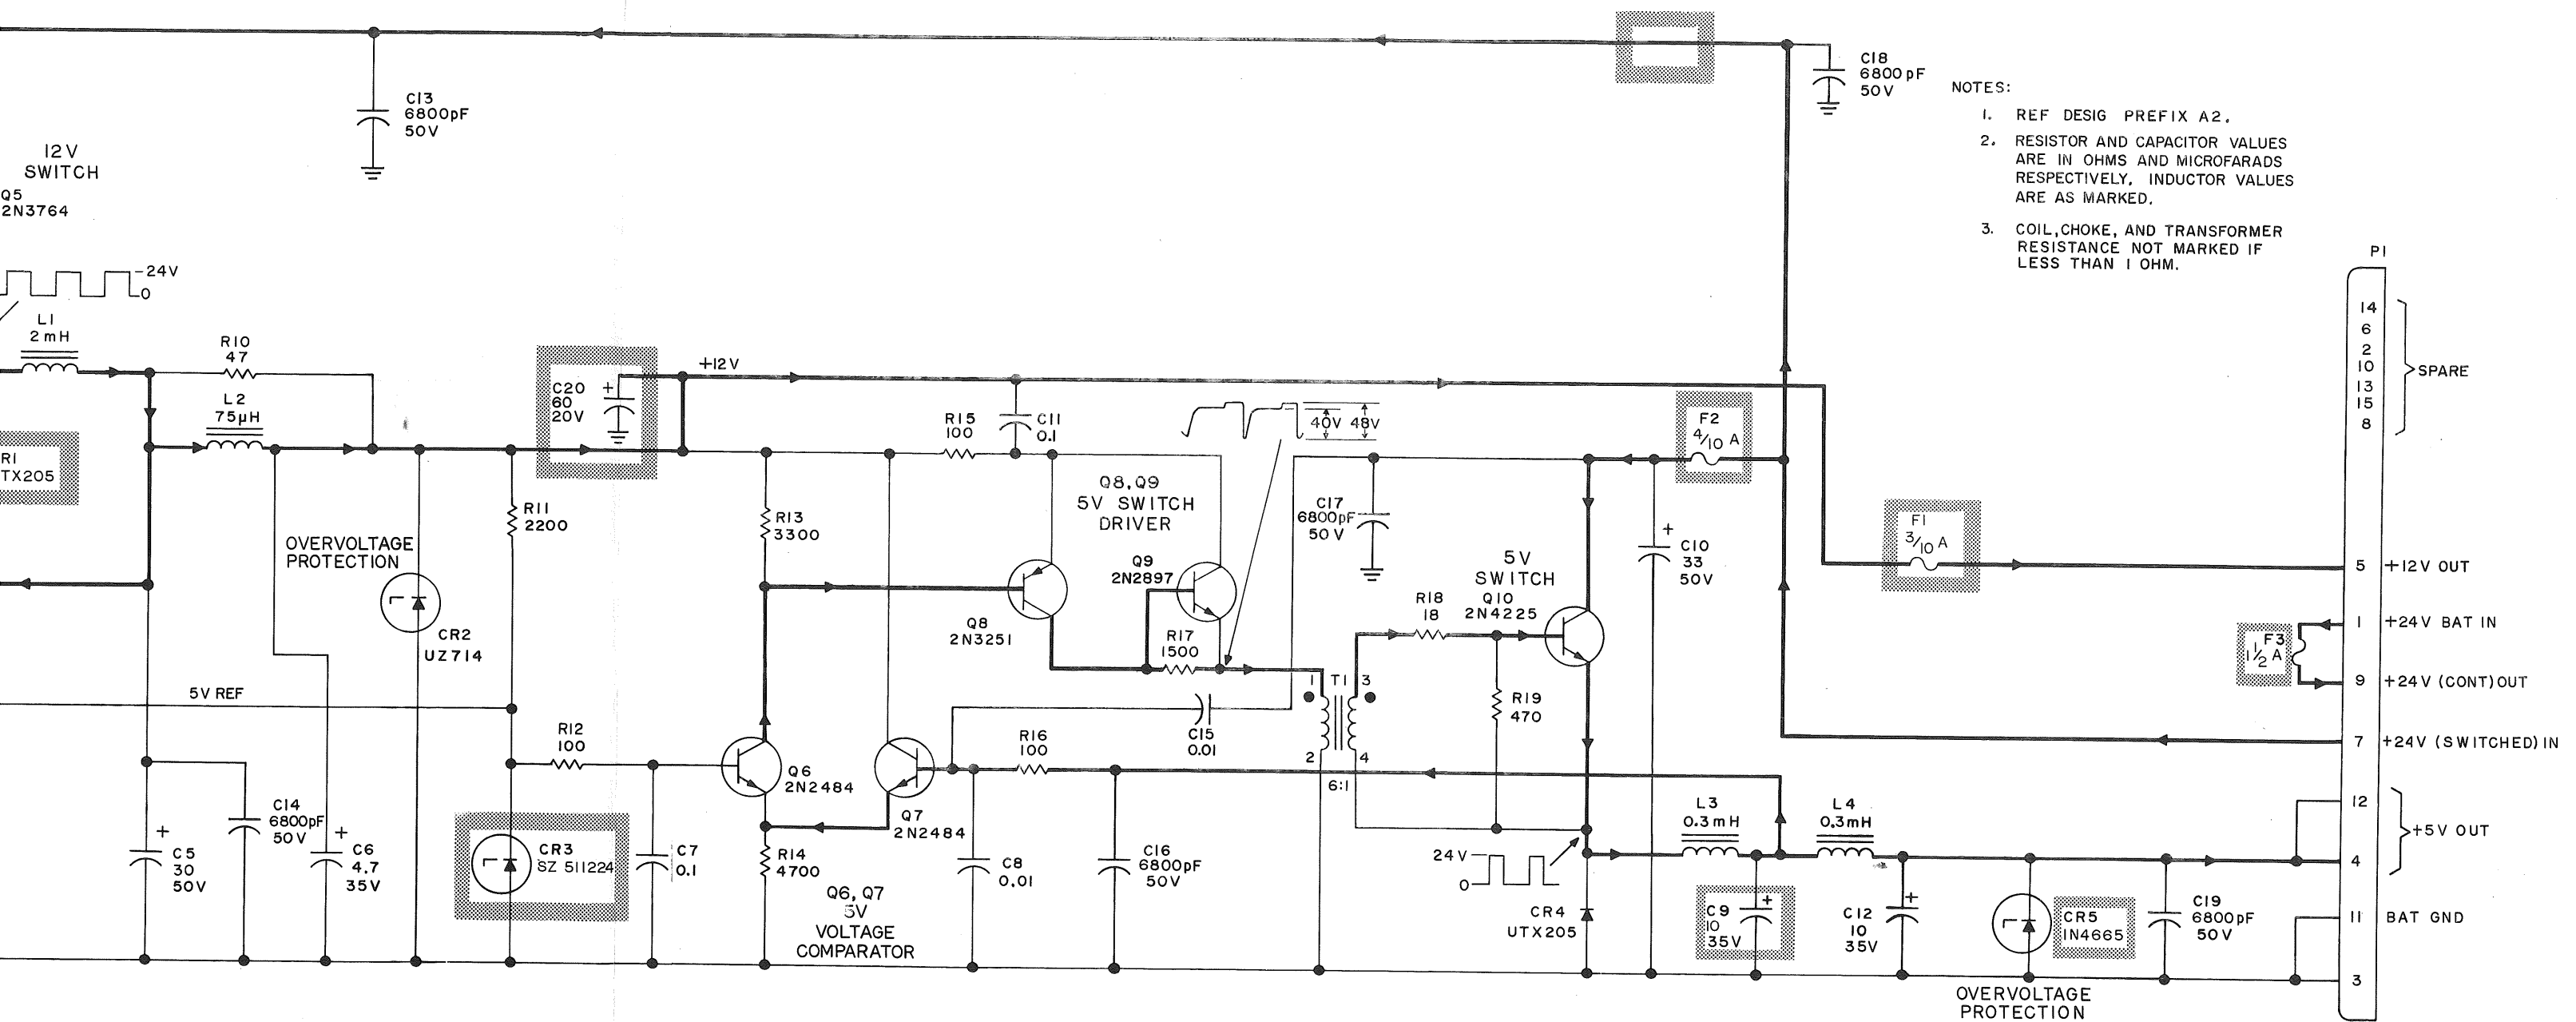 C13
6800pF
50V
C18
6800pF
50V
NOTES:
1. REF DESIG PREFIX A2.
2. RESISTOR AND CAPACITOR VALUES
ARE IN OHMS AND MICROFARADS
RESPECTIVELY. INDUCTOR VALUES
ARE AS MARKED.
3. COIL, CHOKE, AND TRANSFORMER
RESISTANCE NOT MARKED IF
LESS THAN 1 OHM.
12V
SWITCH
Q5
2N3764
-24V
0
L1
2mH
R10
47
L2
75µH
R1
TX205
C20
60
20V
+
+12V
R15
100
C11
0.1
40V 48V
F2
4/10 A
R11
2200
OVERVOLTAGE
PROTECTION
CR2
UZ714
R13
3300
Q8,Q9
5V SWITCH
DRIVER
Q9
2N2897
Q8
2N3251
R17
1500
C17
6800pF
50V
5V
SWITCH
Q10
2N4225
R18
18
+
C10
33
50V
R19
470
F1
3/10 A
5V REF
R12
100
Q6
2N2484
Q7
2N2484
C15
0.01
R16
100
1 T1 3
2 4
6:1
L3
0.3mH
L4
0.3mH
C14
6800pF
50V
+
C5
30
50V
+
C6
4.7
35V
CR3
SZ 511224
C7
0.1
R14
4700
Q6, Q7
5V
VOLTAGE
COMPARATOR
C8
0.01
C16
6800pF
50V
24V
0
CR4
UTX205
C9
10
35V
+
C12
10
35V
+
CR5
1N4665
C19
6800pF
50V
OVERVOLTAGE
PROTECTION
P1
14
6
2
10
13
15
8
SPARE
5 +12V OUT
1 +24V BAT IN
F3
1 1/2 A
9 +24V (CONT) OUT
7 +24V (SWITCHED) IN
12
+5V OUT
4
11 BAT GND
3